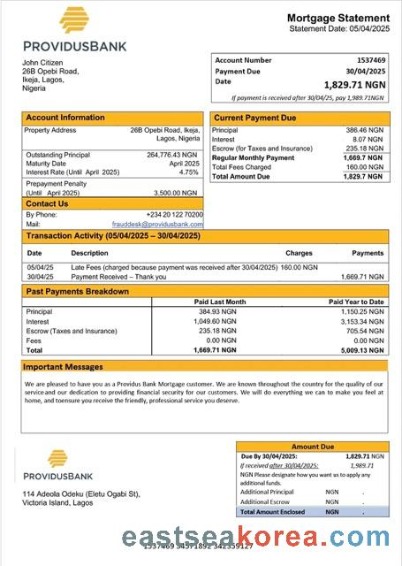 PROVIDUSBANK
Mortgage Statement
Statement Date: 05/04/2025
John Citizen
26B Opebi Road,
Ikeja, Lagos,
Nigeria
Account Number 1537469
Payment Due 30/04/2025
Date 1,829.71 NGN
If payment is received after 30/04/25, pay 1,989.71NGN
Account Information
Property Address 26B Opebi Road, Ikeja,
Lagos, Nigeria
Outstanding Principal 264,776.43 NGN
Maturity Date April 2025
Interest Rate (Until April 2025) 4.75%
Prepayment Penalty
(Until April 2025) 3,500.00 NGN
Contact Us
By Phone: +234 20 122 70200
Mail: frauddesk@providusbank.com
Current Payment Due
Principal 386.46 NGN
Interest 8.07 NGN
Escrow (for Taxes and Insurance) 235.18 NGN
Regular Monthly Payment 1,669.7 NGN
Total Fees Charged 160.00 NGN
Total Amount Due 1,829.7 NGN
Transaction Activity (05/04/2025 – 30/04/2025)
Date Description Charges Payments
05/04/25 Late Fees (charged because payment was received after 30/04/2025) 160.00 NGN
30/04/25 Payment Received – Thank you 1,669.71 NGN
Past Payments Breakdown
Paid Last Month Paid Year to Date
Principal 384.93 NGN 1,150.25 NGN
Interest 1,049.60 NGN 3,153.34 NGN
Escrow (Taxes and Insurance) 235.18 NGN 705.54 NGN
Fees 0.00 NGN 0.00 NGN
Total 1,669.71 NGN 5,009.13 NGN
Important Messages
We are pleased to have you as a Providus Bank Mortgage customer. We are known throughout the country for the quality of our
service and our dedication to providing financial security for our customers. We will do everything we can to make you feel at
home, and to ensure you receive the friendly, professional service you deserve.
PROVIDUSBANK
114 Adeola Odeku (Eletu Ogabi St),
Victoria Island, Lagos
Amount Due
Due By 30/04/2025: 1,829.71 NGN
If received after 30/04/2025: 1,989.71
NGN Please designate how you want us to apply any
additional funds.
Additional Principal NGN -
Additional Escrow NGN -
Total Amount Enclosed NGN -
eastseakorea.com
1537469 34571892 342359127